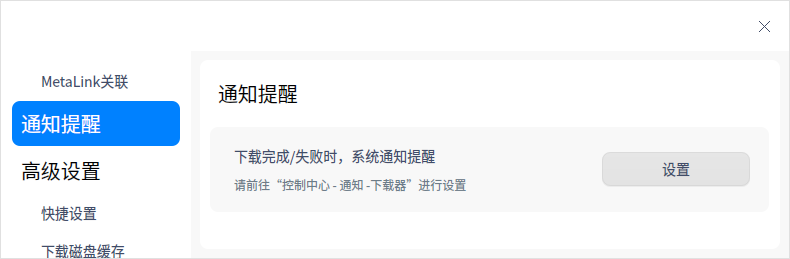 MetaLink关联
通知提醒
高级设置
快捷设置
下载磁盘缓存
通知提醒
下载完成/失败时，系统通知提醒
请前往“控制中心 - 通知 -下载器”进行设置
设置